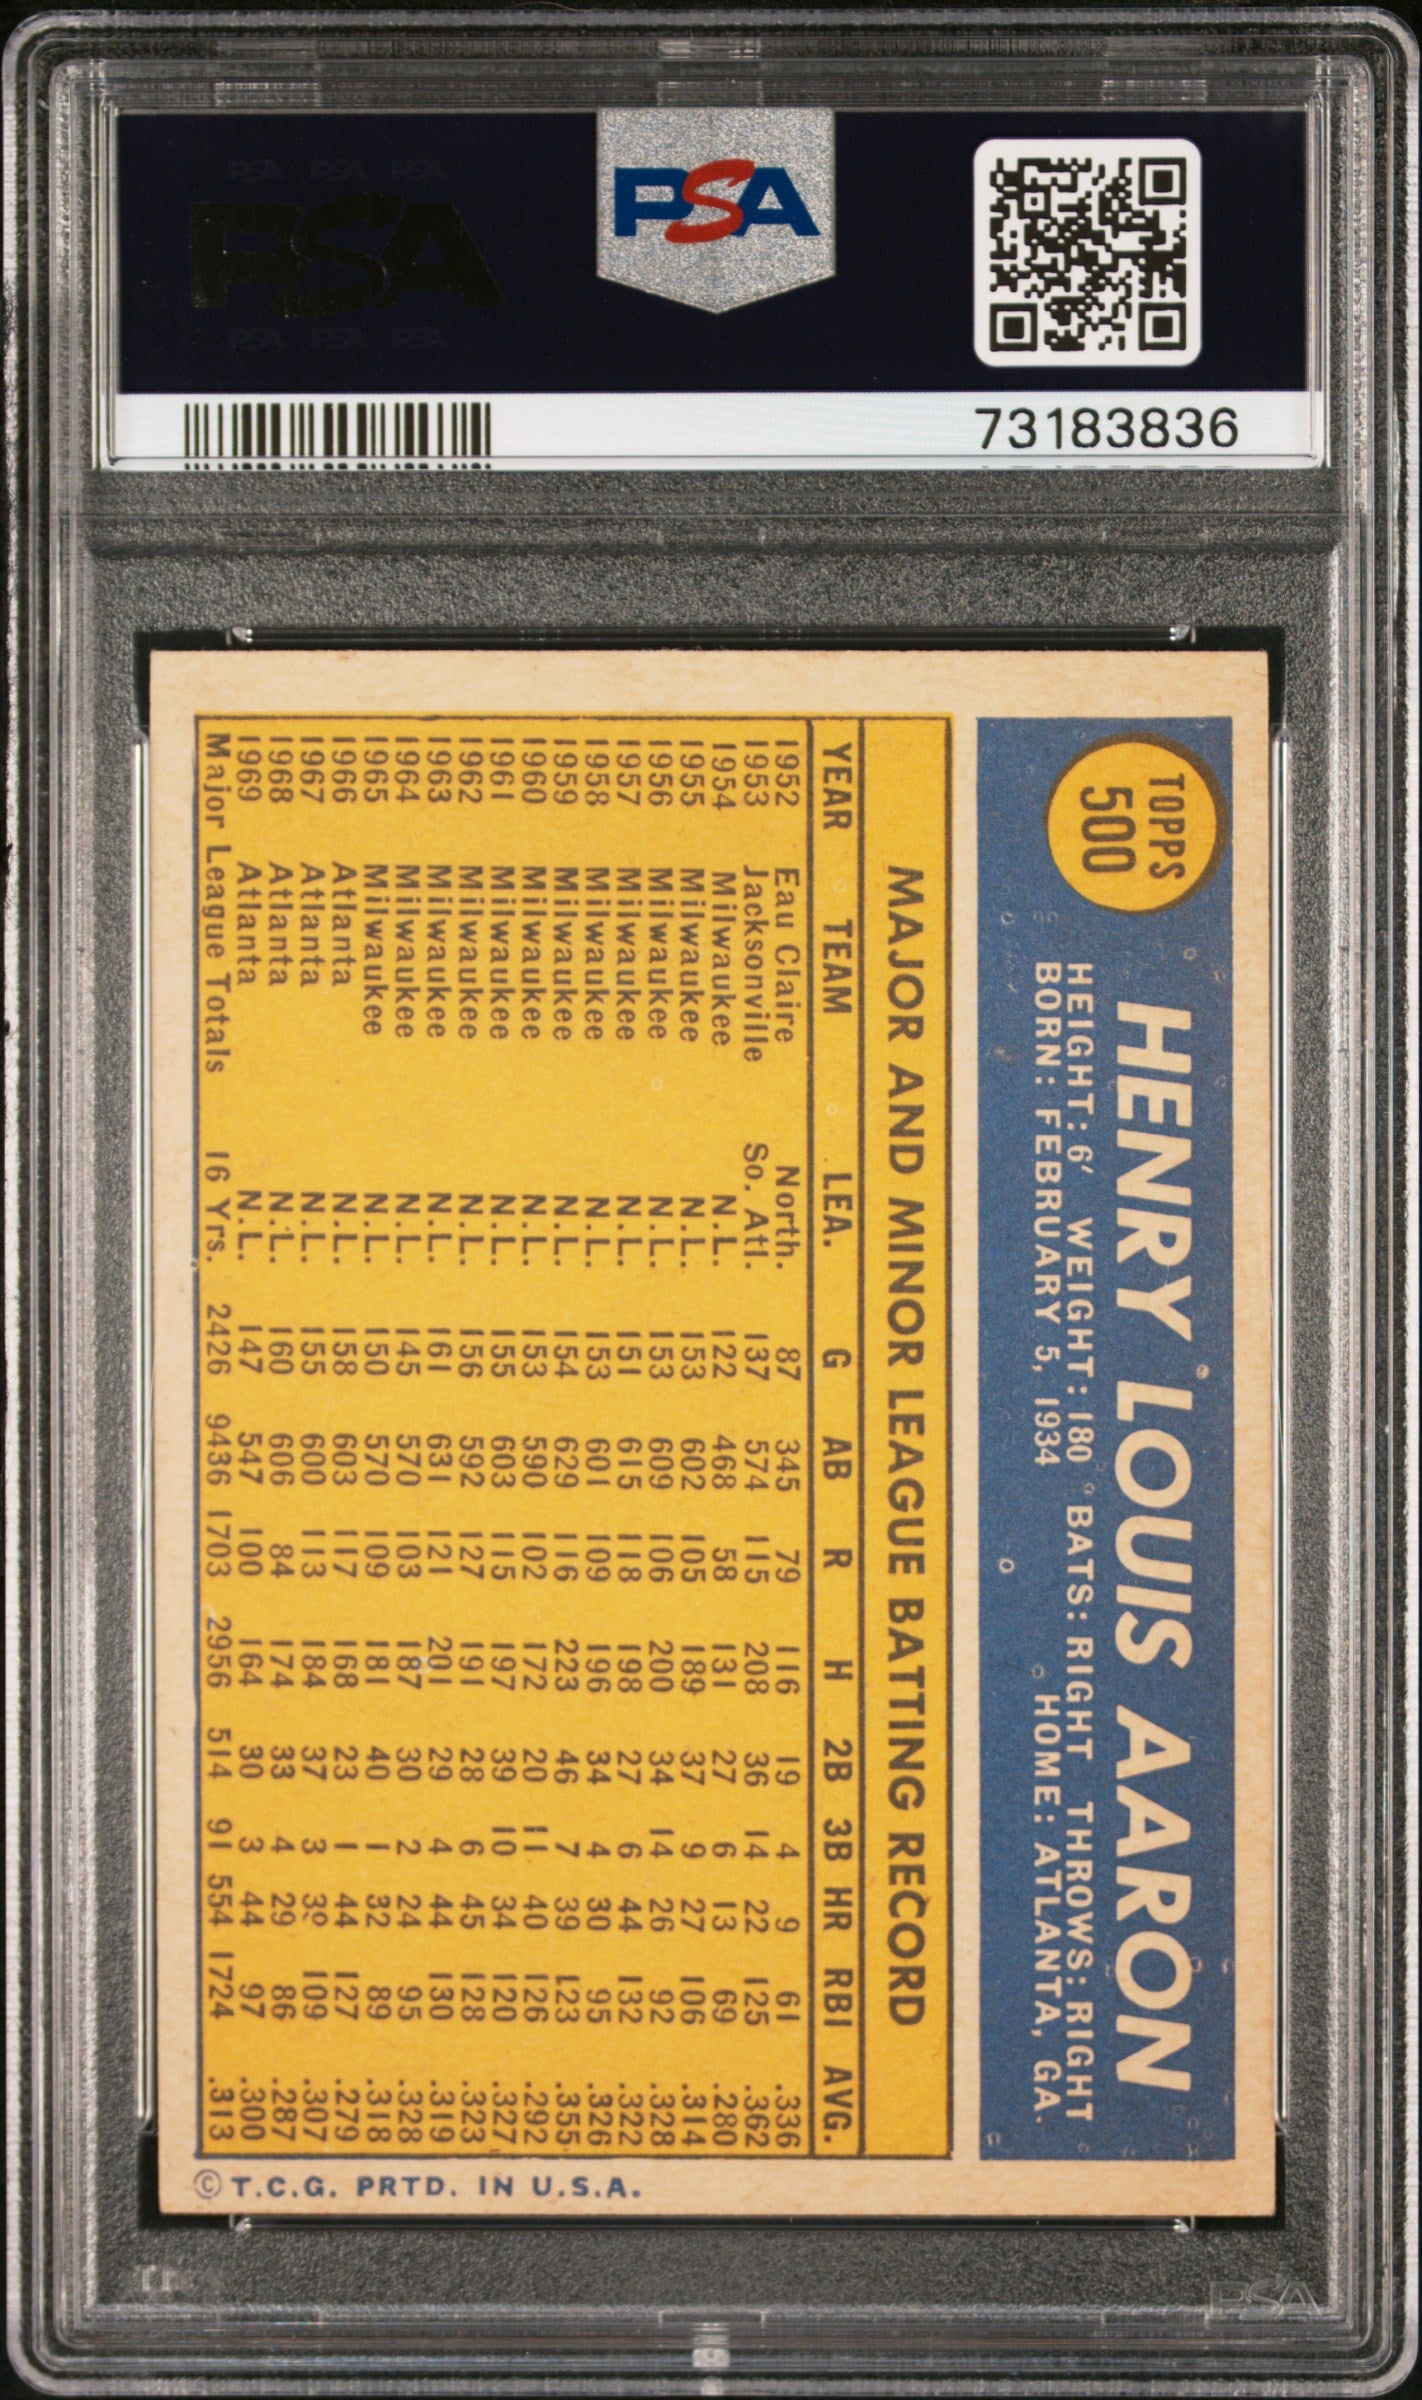 PSA
PSA PSA PSA
PSA
PSA PSA PSA
73183836
TOPPS
500
HENRY LOUIS AARON
HEIGHT: 6' WEIGHT: 180 BATS: RIGHT THROWS: RIGHT
BORN: FEBRUARY 5, 1934 HOME: ATLANTA, GA.
MAJOR AND MINOR LEAGUE BATTING RECORD
YEAR TEAM LEA. G AB R H 2B 3B HR RBI AVG.
1952 Eau Claire North. 87 345 79 116 19 4 9 61 .336
1953 Jacksonville So. Atl. 137 574 115 208 36 14 22 125 .362
1954 Milwaukee N.L. 122 468 58 131 27 6 13 69 .280
1955 Milwaukee N.L. 153 602 105 189 37 9 27 106 .314
1956 Milwaukee N.L. 153 609 106 200 34 14 26 92 .328
1957 Milwaukee N.L. 151 615 118 198 27 6 44 132 .322
1958 Milwaukee N.L. 153 601 109 196 34 4 30 95 .326
1959 Milwaukee N.L. 154 629 116 223 46 7 39 123 .355
1960 Milwaukee N.L. 153 590 102 172 20 11 40 126 .292
1961 Milwaukee N.L. 155 603 115 197 39 10 34 120 .327
1962 Milwaukee N.L. 156 592 127 191 28 6 45 128 .323
1963 Milwaukee N.L. 161 631 121 201 29 4 44 130 .319
1964 Milwaukee N.L. 145 570 103 187 30 2 24 95 .328
1965 Milwaukee N.L. 150 570 109 181 40 1 32 89 .318
1966 Atlanta N.L. 158 603 117 168 23 1 44 127 .279
1967 Atlanta N.L. 155 600 113 184 37 3 39 109 .307
1968 Atlanta N.L. 160 606 84 174 33 4 29 86 .287
1969 Atlanta N.L. 147 547 100 164 30 3 44 97 .300
Major League Totals 16 Yrs. 2426 9436 1703 2956 514 91 554 1724 .313
© T.C.G. PRTD. IN U.S.A.
PSA